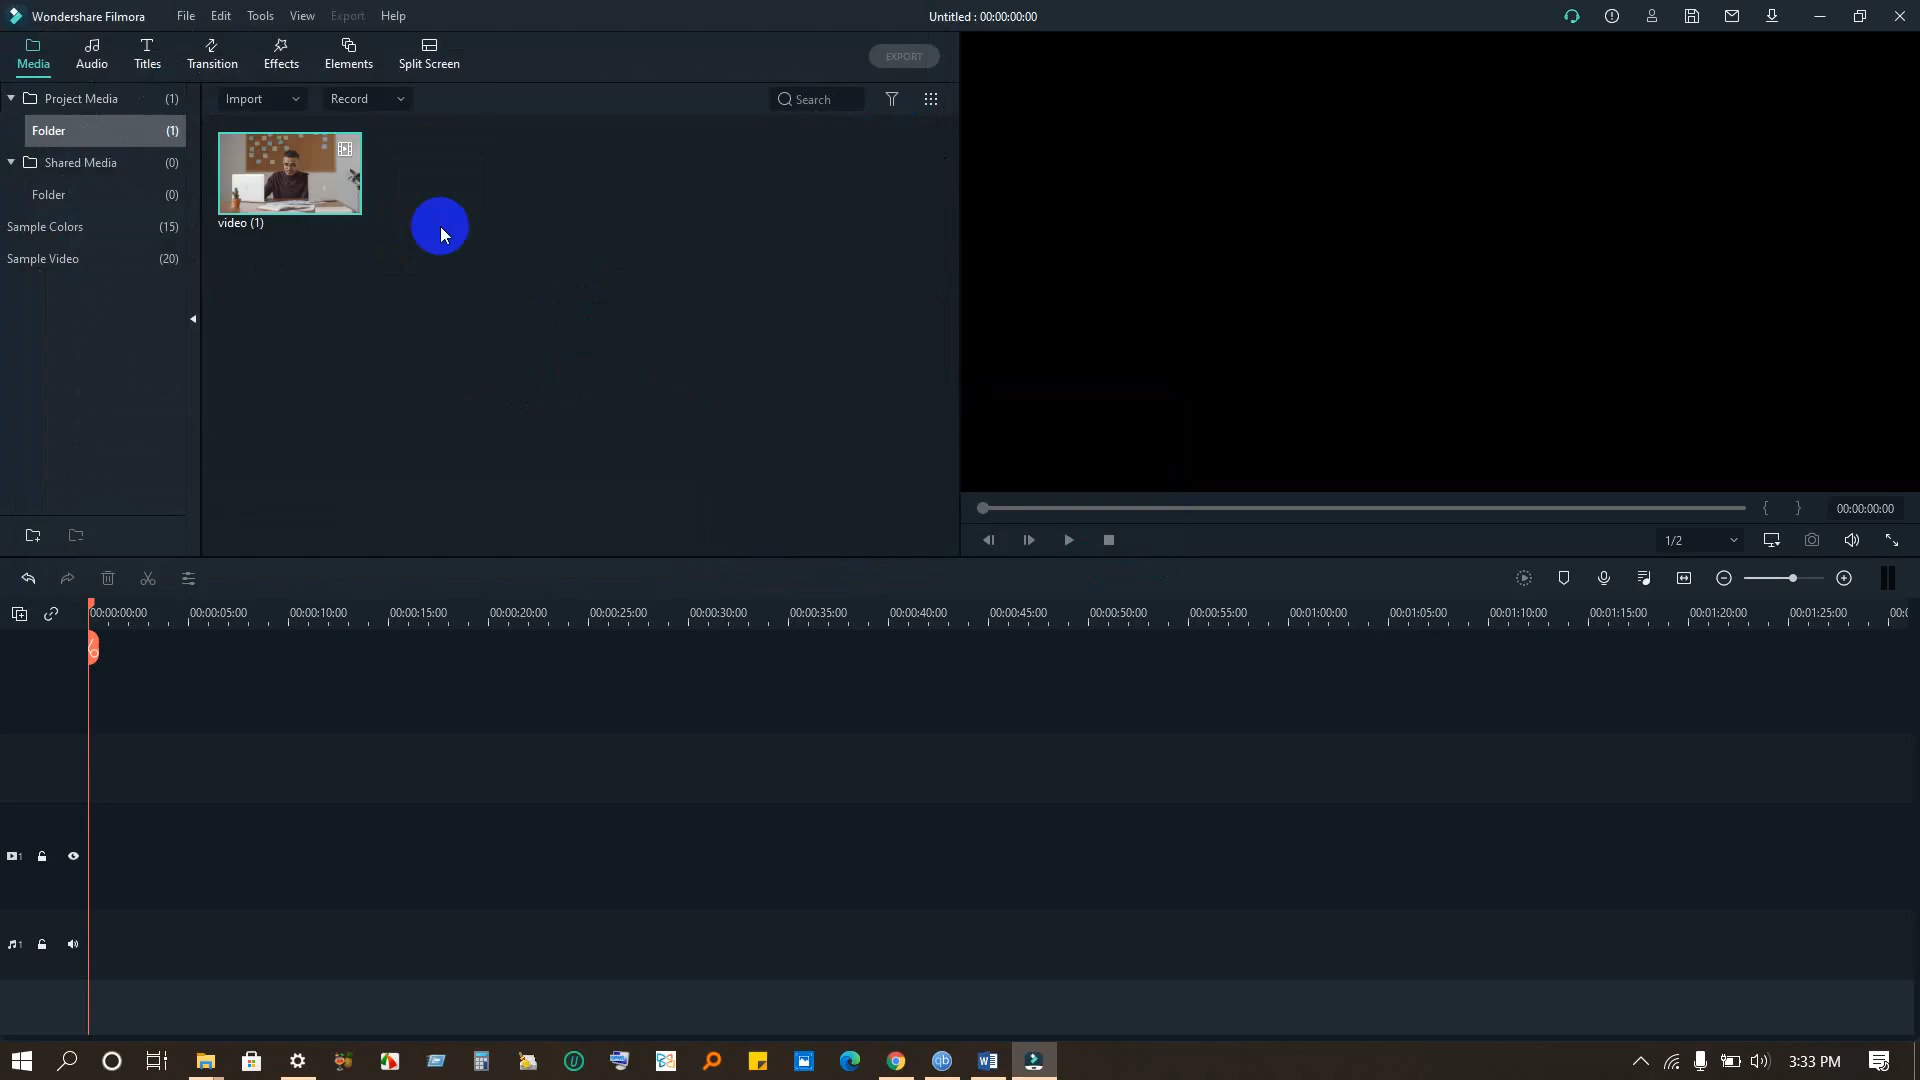 Wondershare Filmora File Edit Tools View Export Help Untitled : 00:00:00:00
Media Audio Titles Transition Effects Elements Split Screen EXPORT
Project Media (1) Import Record Search
Folder (1)
Shared Media (0)
Folder (0)
video (1)
Sample Colors (15)
Sample Video (20)
{ } 00:00:00:00
1/2
00:00:00:00 00:00:05:00 00:00:10:00 00:00:15:00 00:00:20:00 00:00:25:00 00:00:30:00 00:00:35:00 00:00:40:00 00:00:45:00 00:00:50:00 00:00:55:00 00:01:00:00 00:01:05:00 00:01:10:00 00:01:15:00 00:01:20:00 00:01:25:00
1
1
3:33 PM